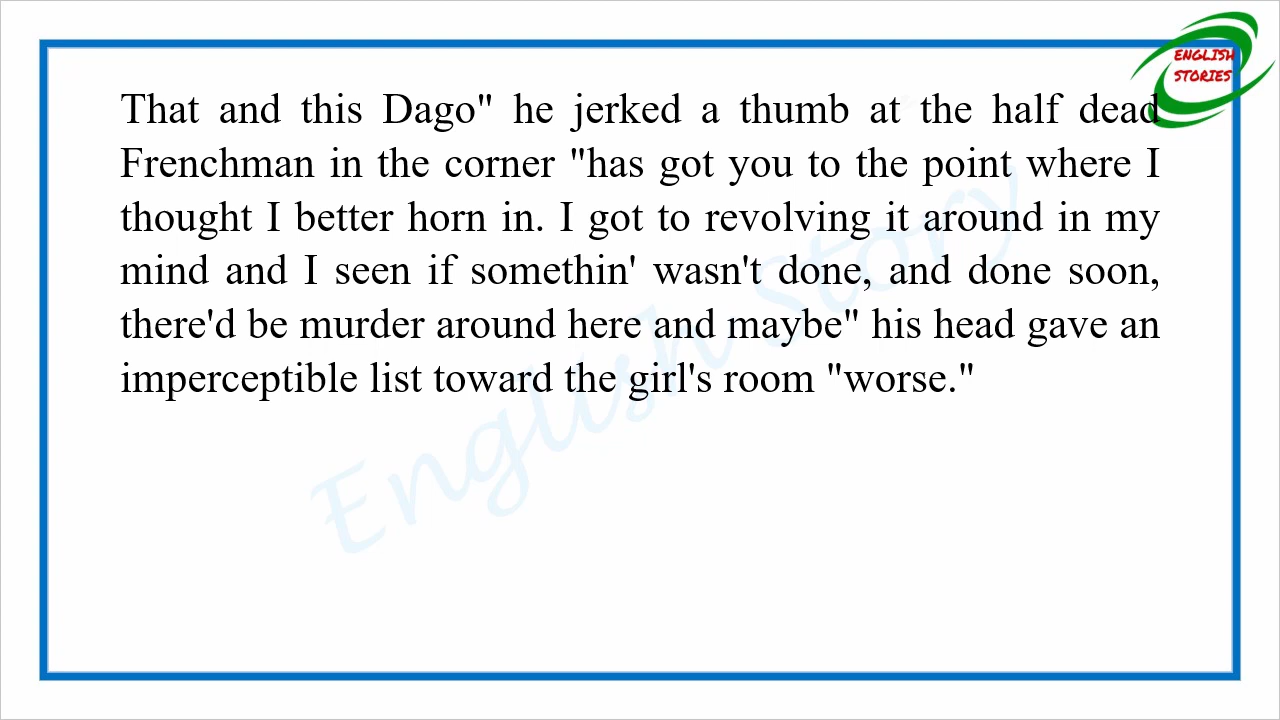 ENGLISH
STORIES
That and this Dago" he jerked a thumb at the half dead
Frenchman in the corner "has got you to the point where I
thought I better horn in. I got to revolving it around in my
mind and I seen if somethin' wasn't done, and done soon,
there'd be murder around here and maybe" his head gave an
imperceptible list toward the girl's room "worse."
English Story